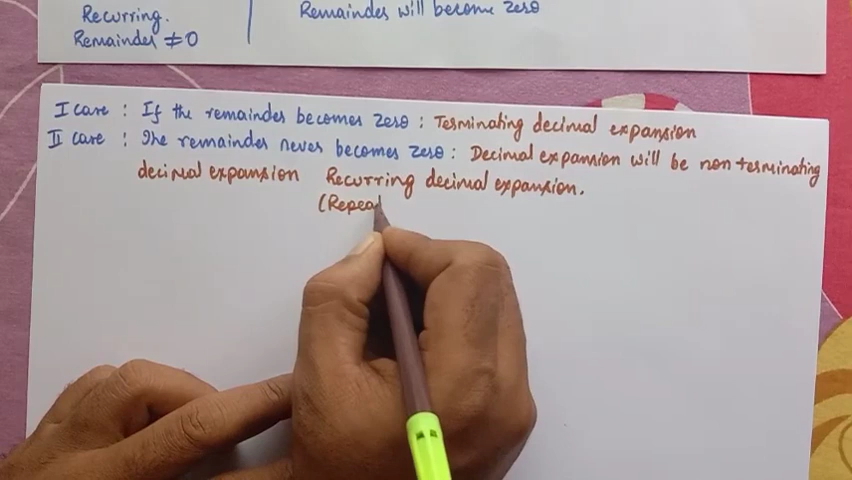 Recurring.
Remainder ≠ 0
Remainder will become zero
I case : If the remainder becomes zero : Terminating decimal expansion
II case : The remainder never becomes zero : Decimal expansion will be non terminating
decimal expansion Recurring decimal expansion.
(Repea